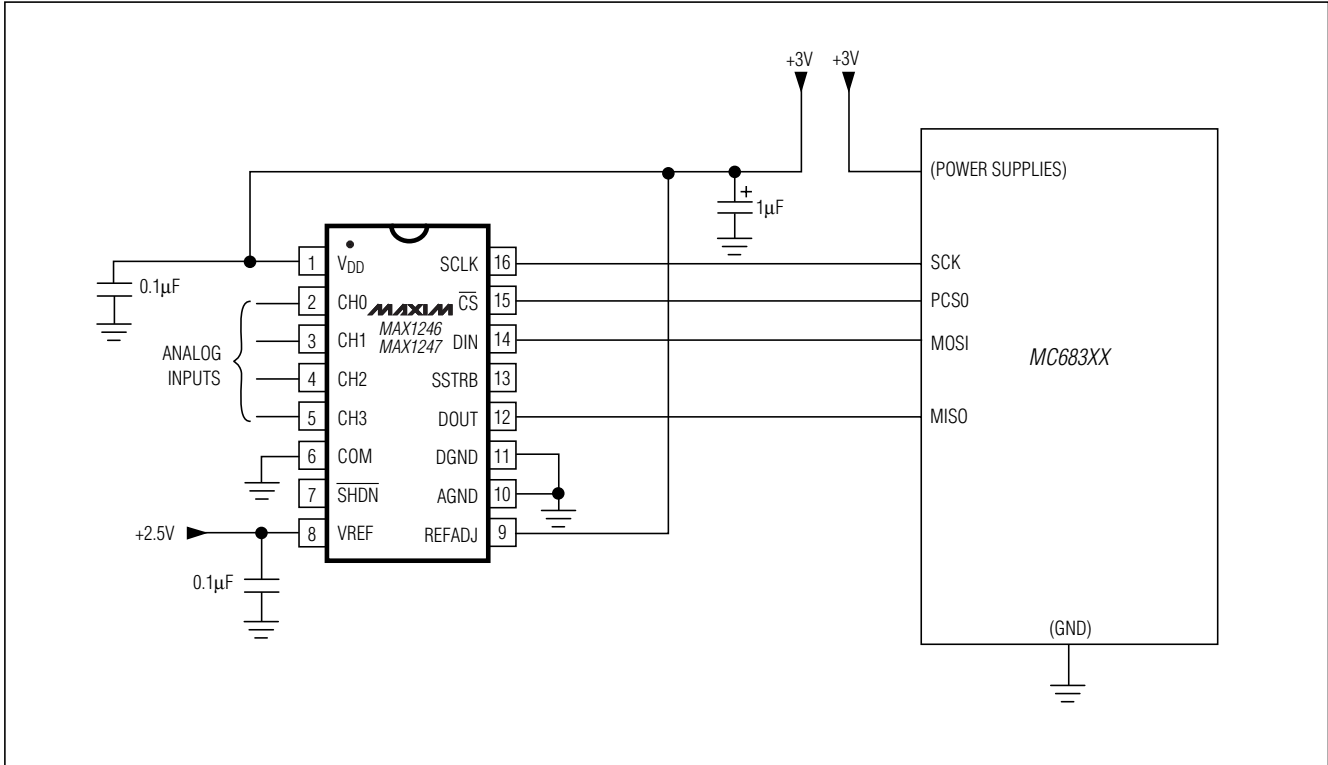 +3V +3V
(POWER SUPPLIES)
+
1µF
0.1µF
1 VDD SCLK 16 SCK
2 CH0 MAXIM CS 15 PCS0
MAX1246
3 CH1 MAX1247 DIN 14 MOSI
MC683XX
ANALOG
INPUTS
4 CH2 SSTRB 13
5 CH3 DOUT 12 MISO
6 COM DGND 11
7 SHDN AGND 10
+2.5V 8 VREF REFADJ 9
0.1µF
(GND)